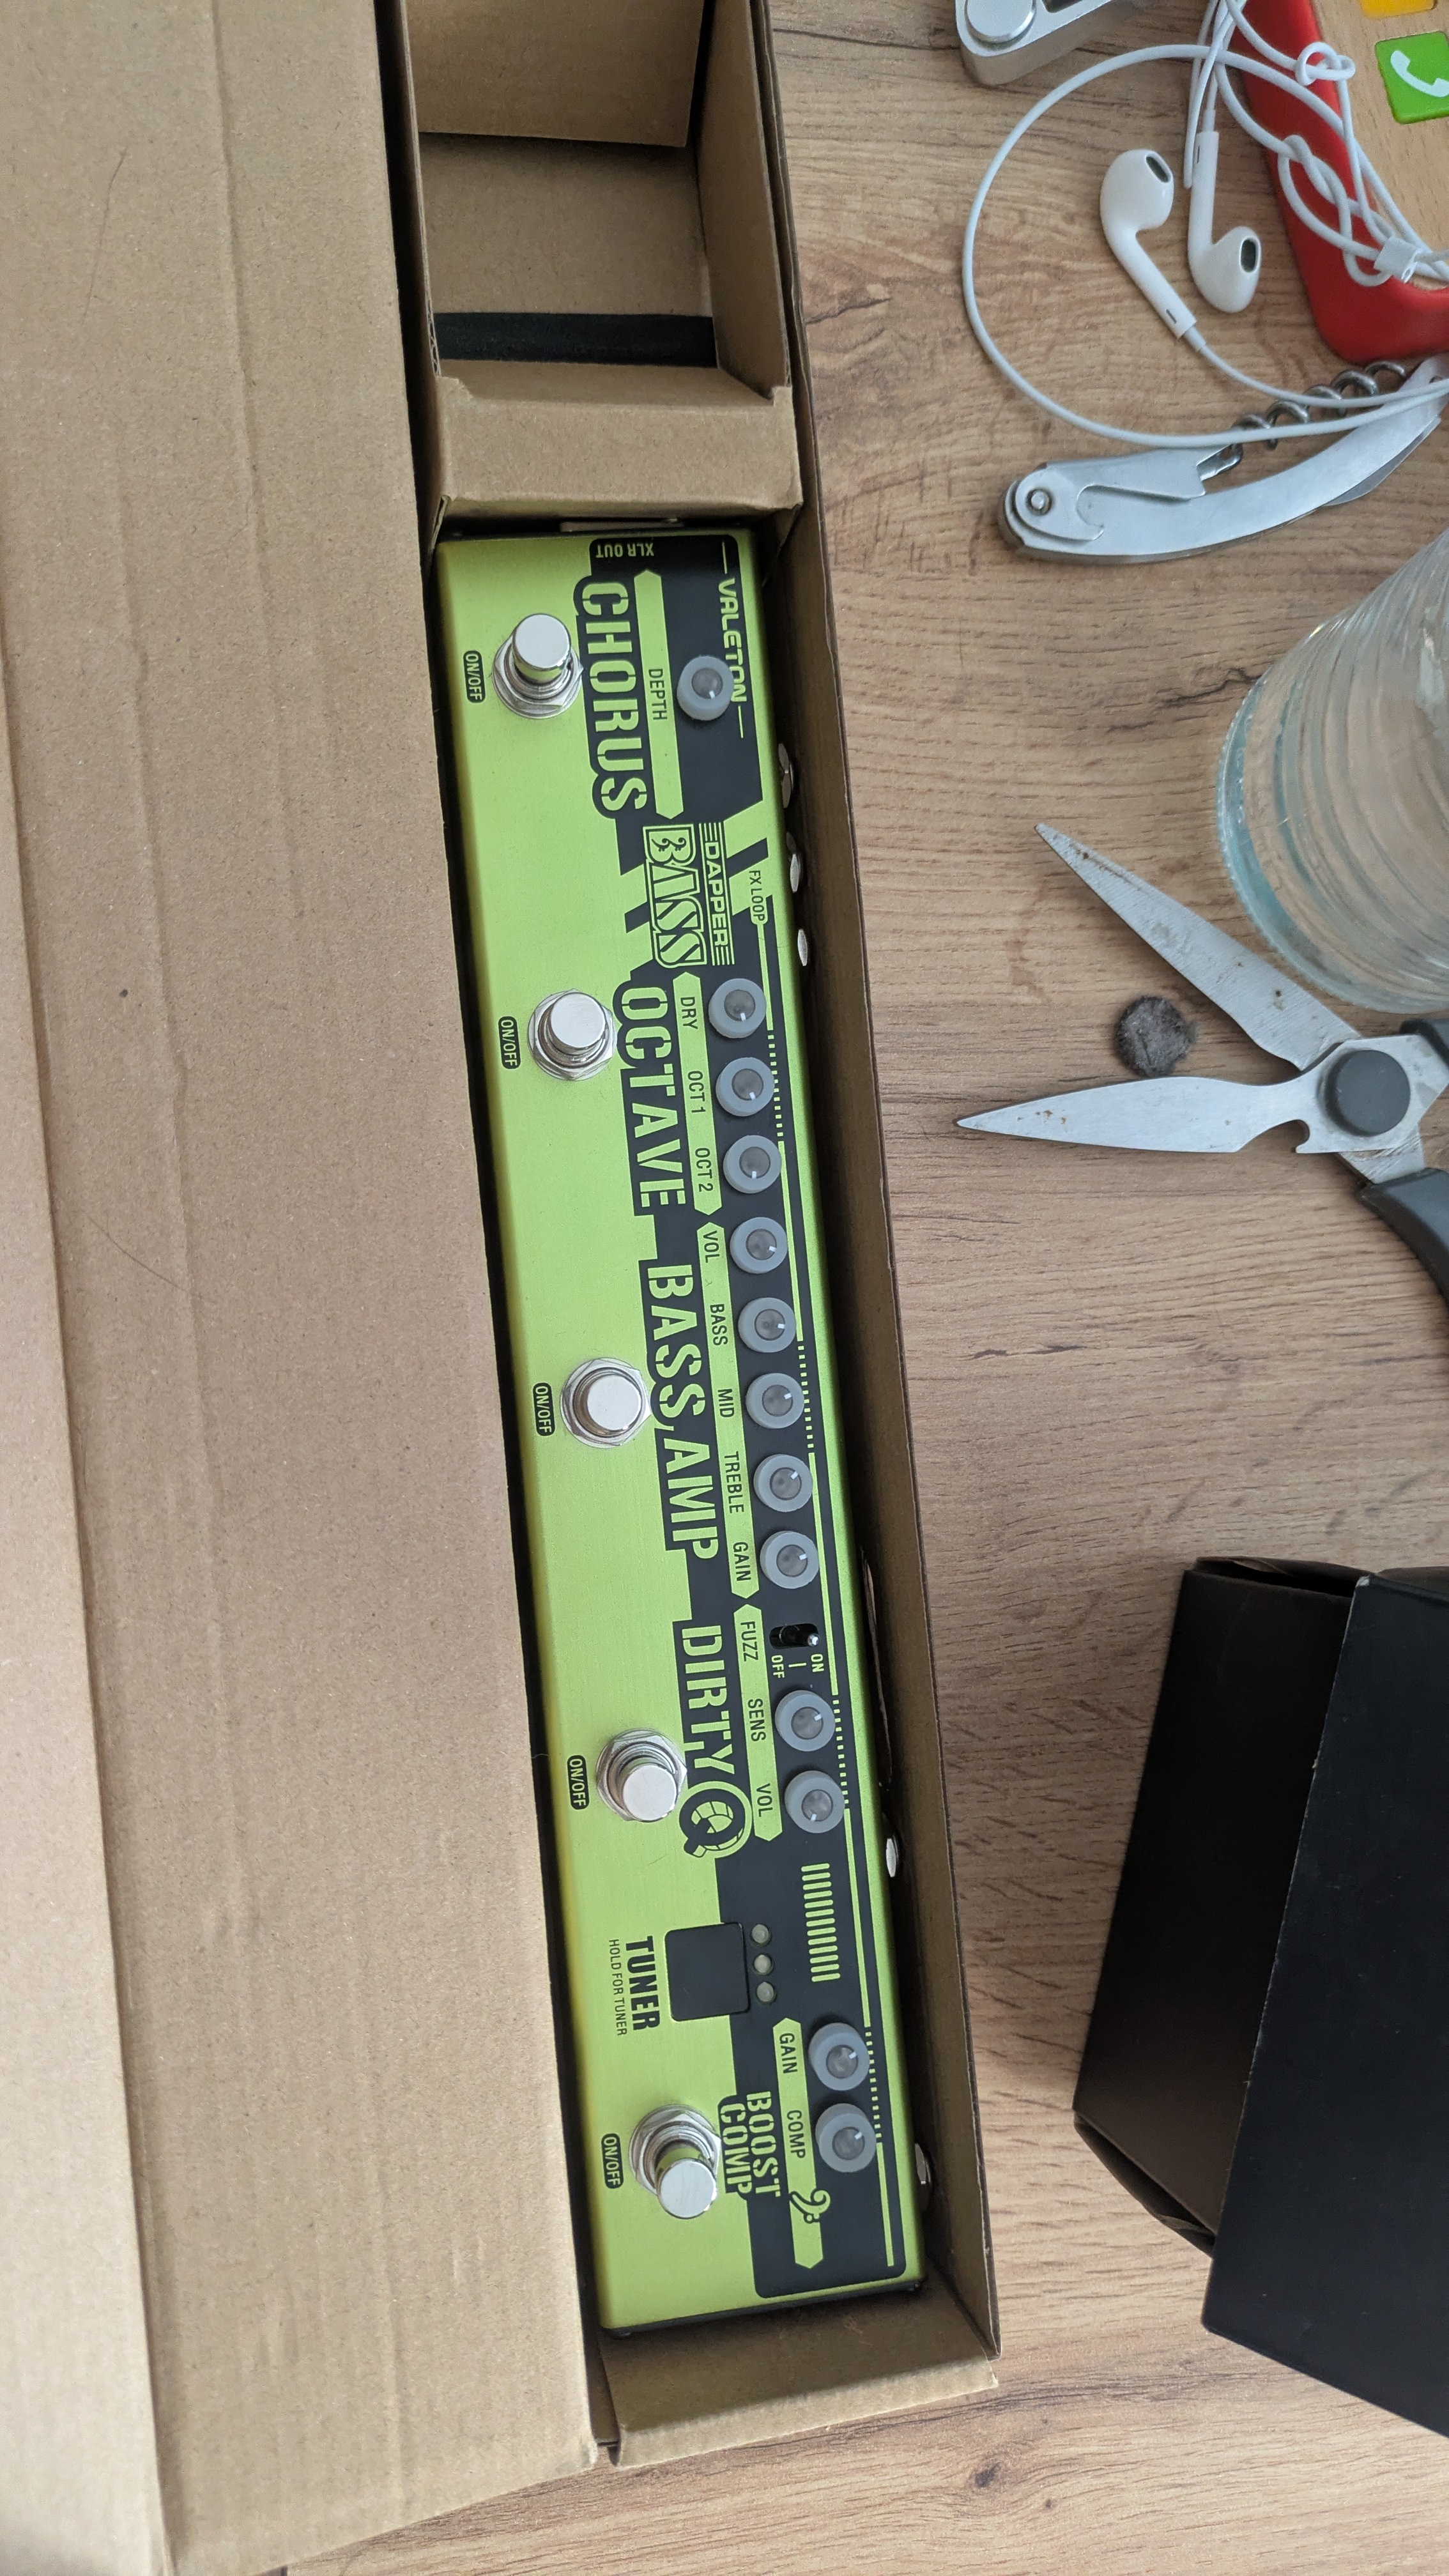 VALETON
XLR OUT
DEPTH
CHORUS
ON/OFF
DAPPER
BASS
FX LOOP
DRY
OCT 1
OCT 2
OCTAVE
ON/OFF
VOL
BASS
MID
TREBLE
GAIN
BASS AMP
ON/OFF
FUZZ
ON
OFF
SENS
VOL
DIRTY Q
ON/OFF
TUNER
HOLD FOR TUNER
GAIN
COMP
BOOST
COMP
ON/OFF